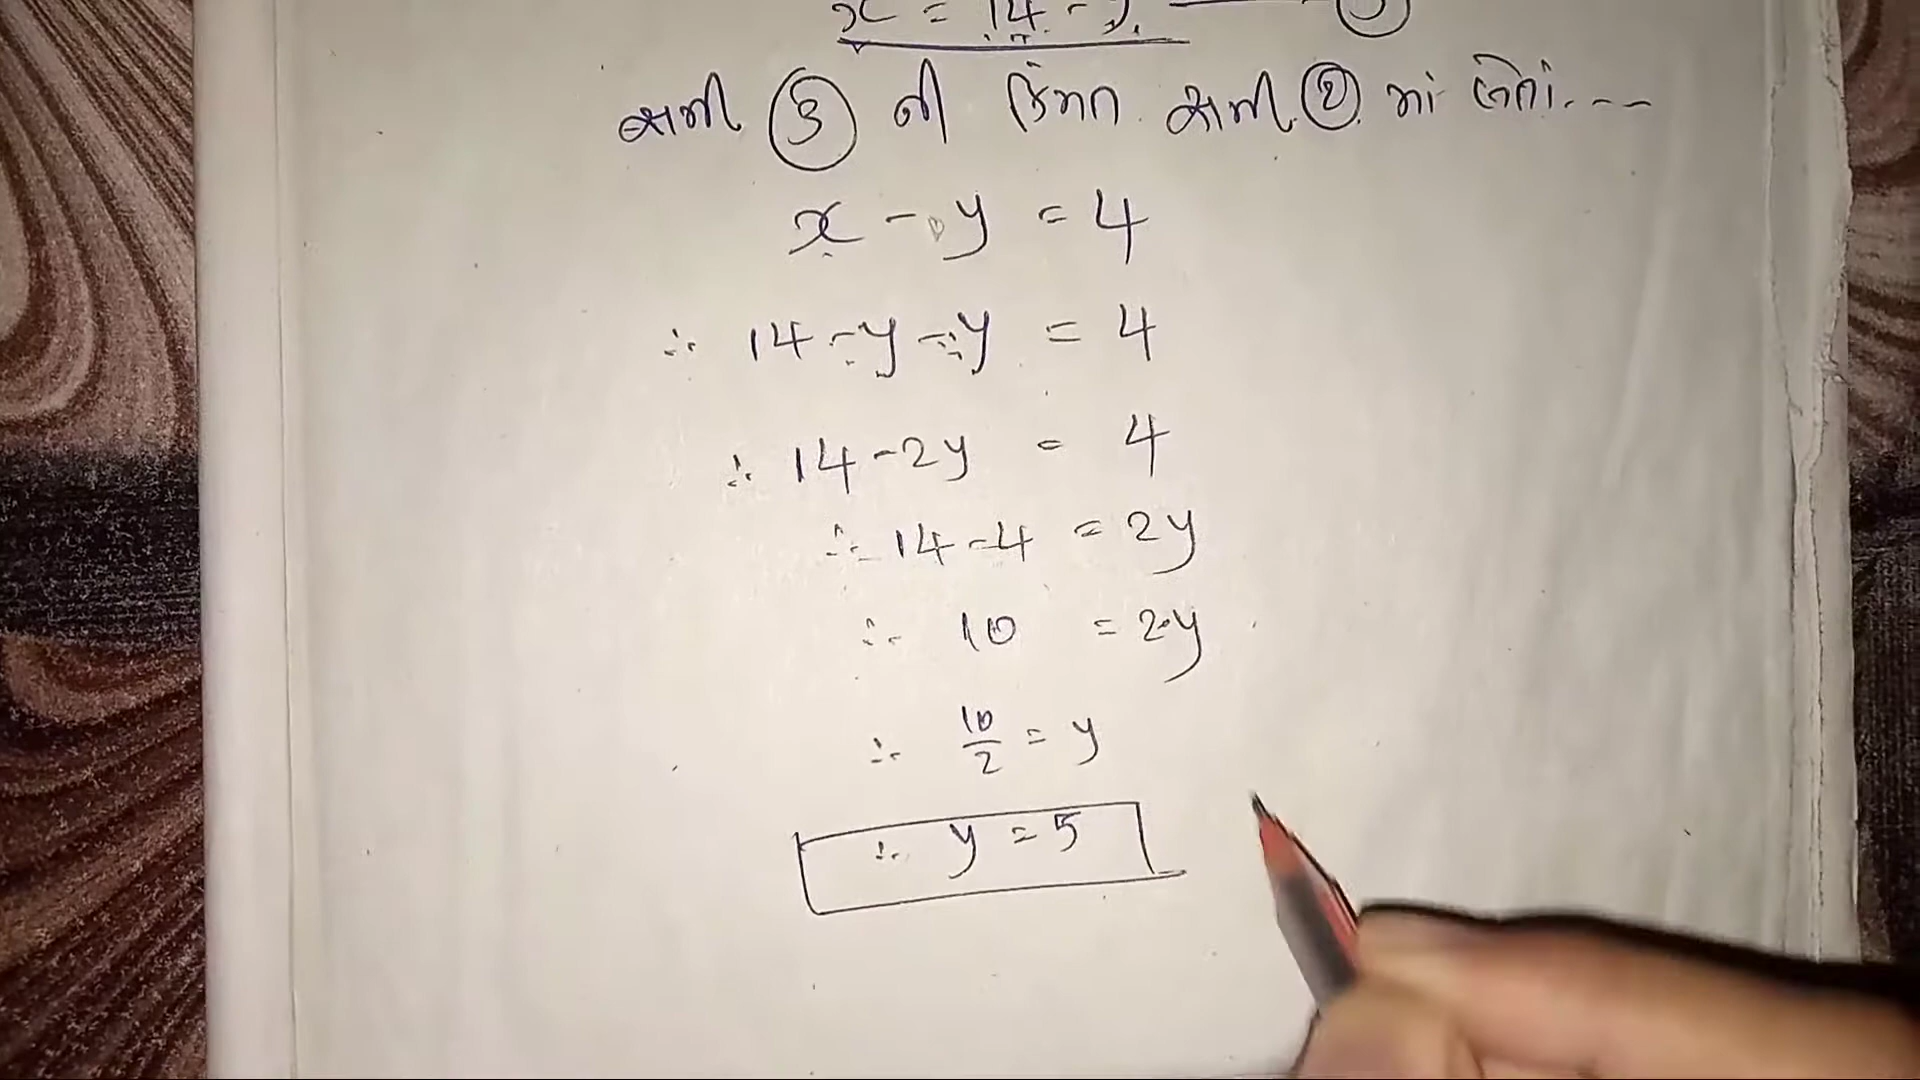 x = 14 - y. ③
સમી ③ ની કિંમત સમી. ② માં લેતાં. ---
x - y = 4
∴ 14 - y - y = 4
∴ 14 - 2y = 4
∴ 14 - 4 = 2y
∴ 10 = 2y
∴ 10/2 = y
∴ y = 5